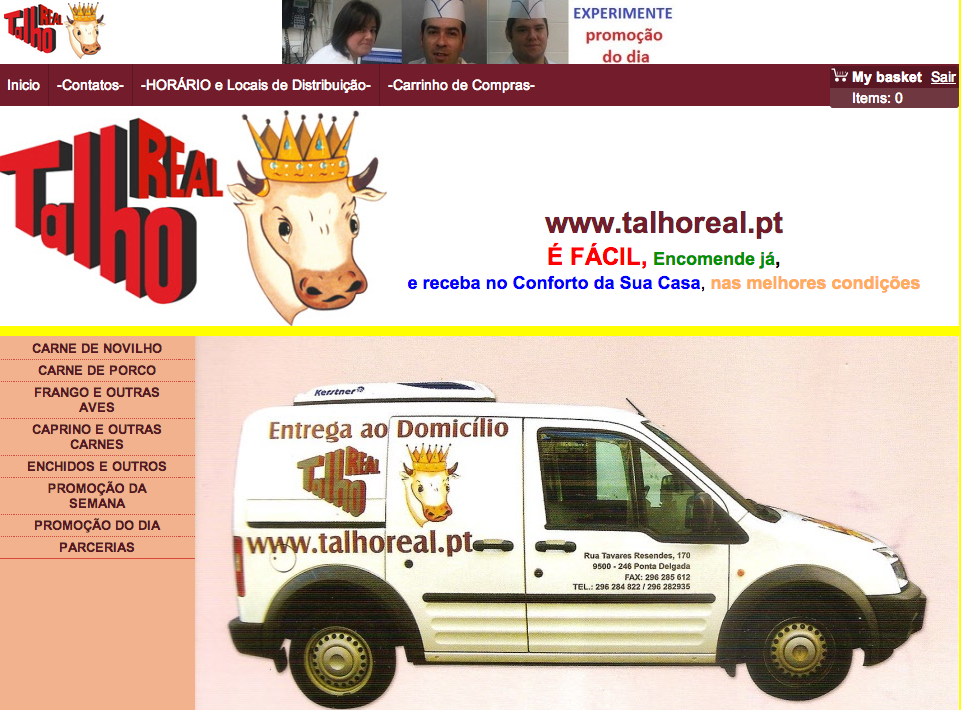 Talho REAL
EXPERIMENTE
promoção
do dia
Inicio -Contatos- -HORÁRIO e Locais de Distribuição- -Carrinho de Compras-
My basket Sair
Items: 0
Talho REAL
www.talhoreal.pt
É FÁCIL, Encomende já,
e receba no Conforto da Sua Casa, nas melhores condições
CARNE DE NOVILHO
CARNE DE PORCO
FRANGO E OUTRAS
AVES
CAPRINO E OUTRAS
CARNES
ENCHIDOS E OUTROS
PROMOÇÃO DA
SEMANA
PROMOÇÃO DO DIA
PARCERIAS
Kerstner
Entrega ao Domicílio
Talho REAL
www.talhoreal.pt
Rua Tavares Resendes, 170
9500 - 246 Ponta Delgada
FAX: 296 285 612
TEL.: 296 284 822 / 296 282935